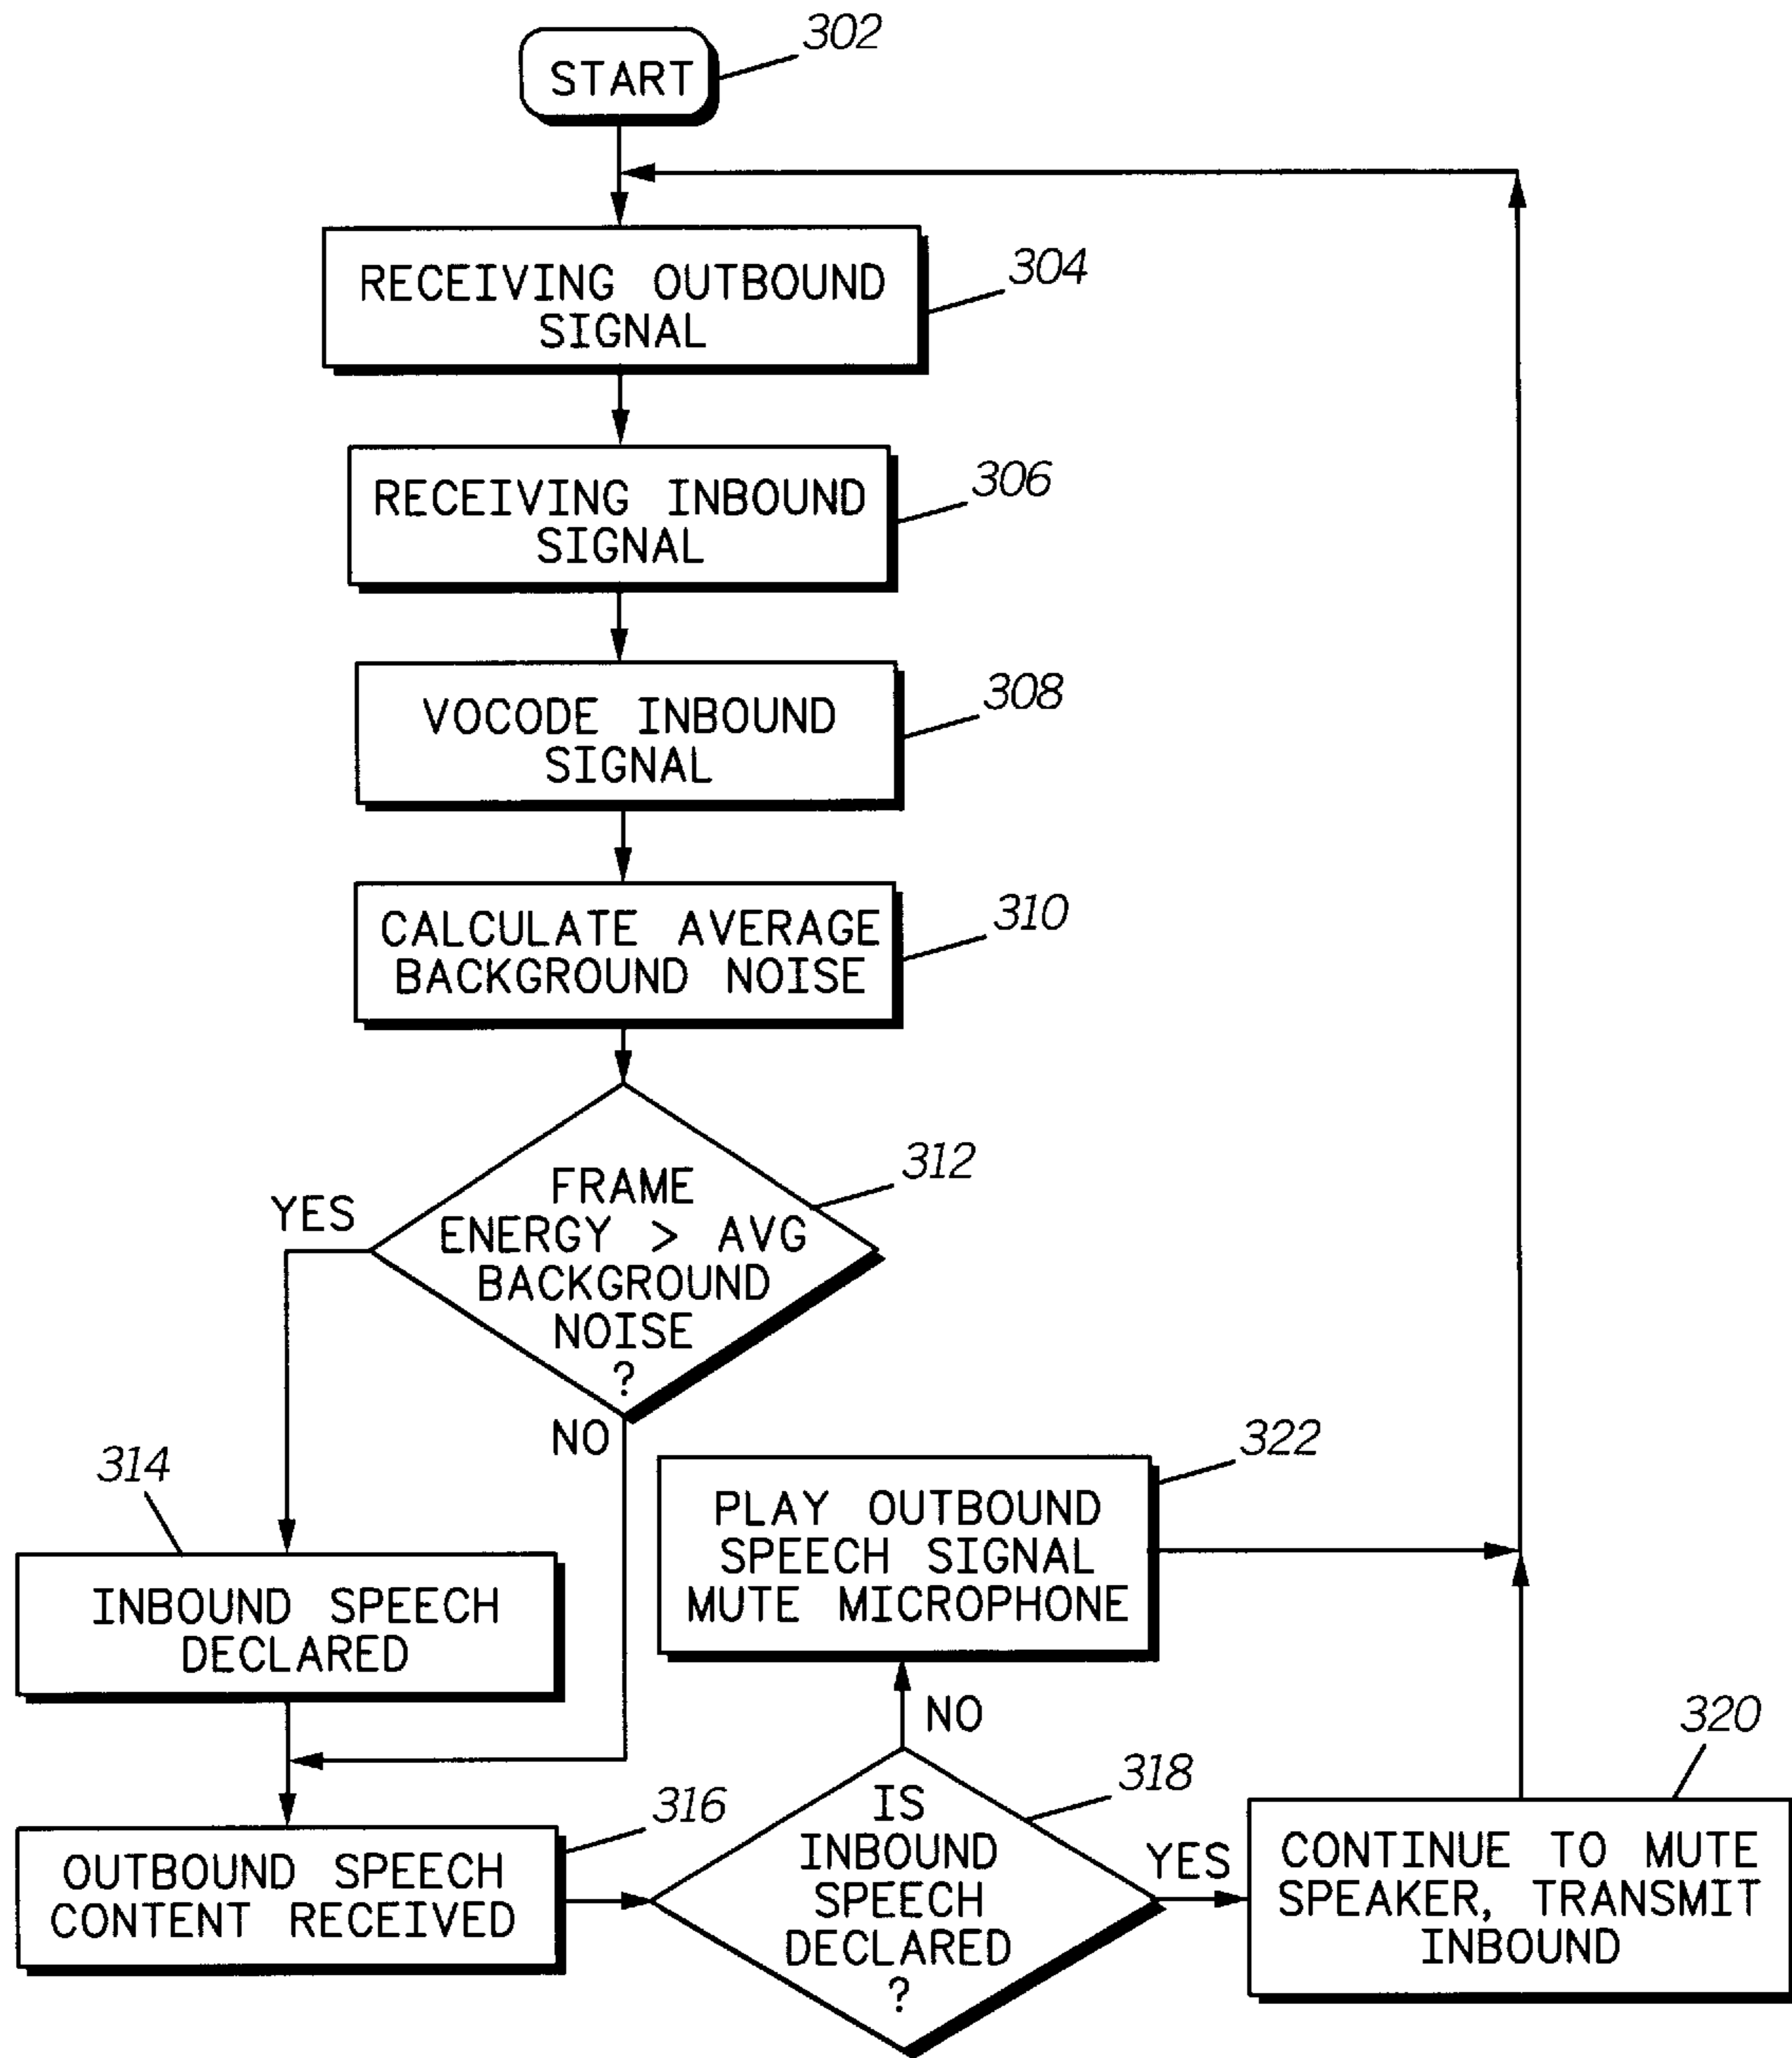 302
START
RECEIVING OUTBOUND
SIGNAL
304
RECEIVING INBOUND
SIGNAL
306
VOCODE INBOUND
SIGNAL
308
CALCULATE AVERAGE
BACKGROUND NOISE
310
FRAME
ENERGY > AVG
BACKGROUND
NOISE
?
312
YES
NO
314
INBOUND SPEECH
DECLARED
322
PLAY OUTBOUND
SPEECH SIGNAL
MUTE MICROPHONE
NO
316
OUTBOUND SPEECH
CONTENT RECEIVED
318
IS
INBOUND
SPEECH
DECLARED
?
YES
320
CONTINUE TO MUTE
SPEAKER, TRANSMIT
INBOUND